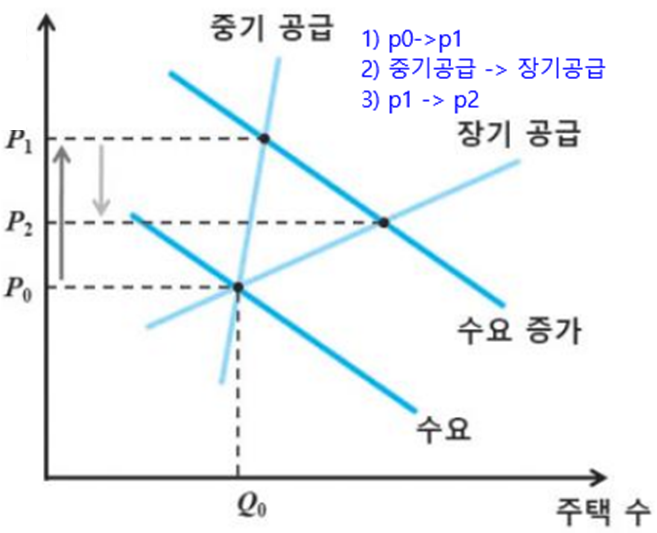 중기 공급
1) p0->p1
2) 중기공급 -> 장기공급
3) p1 -> p2
장기 공급
P1
P2
P0
수요 증가
수요
Q0
주택 수